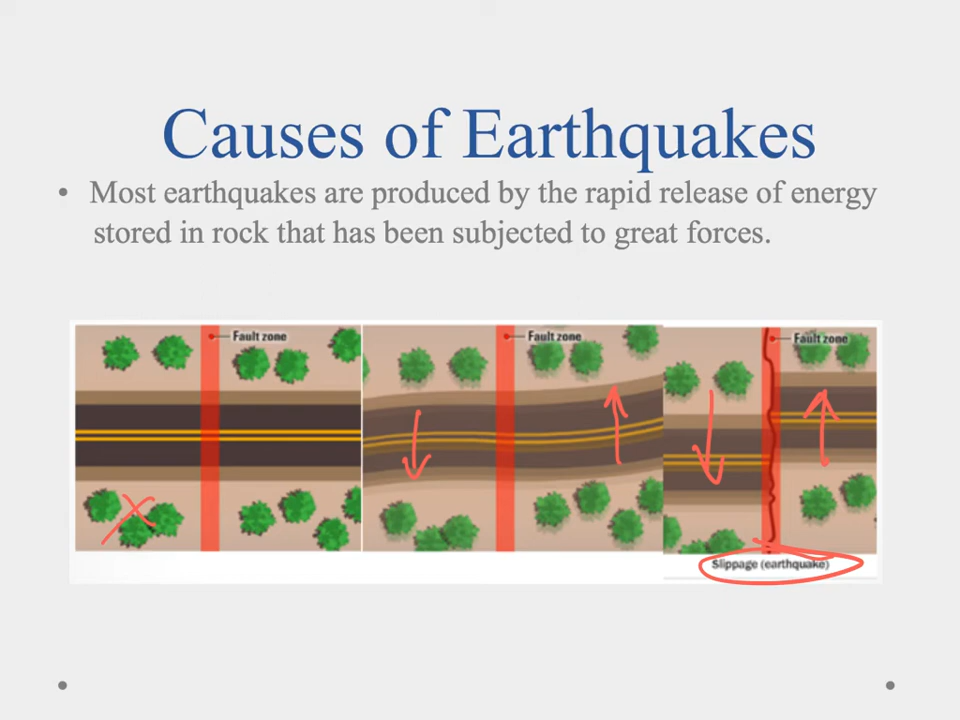 Causes of Earthquakes
• Most earthquakes are produced by the rapid release of energy
stored in rock that has been subjected to great forces.
Fault zone
Fault zone
Fault zone
Slippage (earthquake)